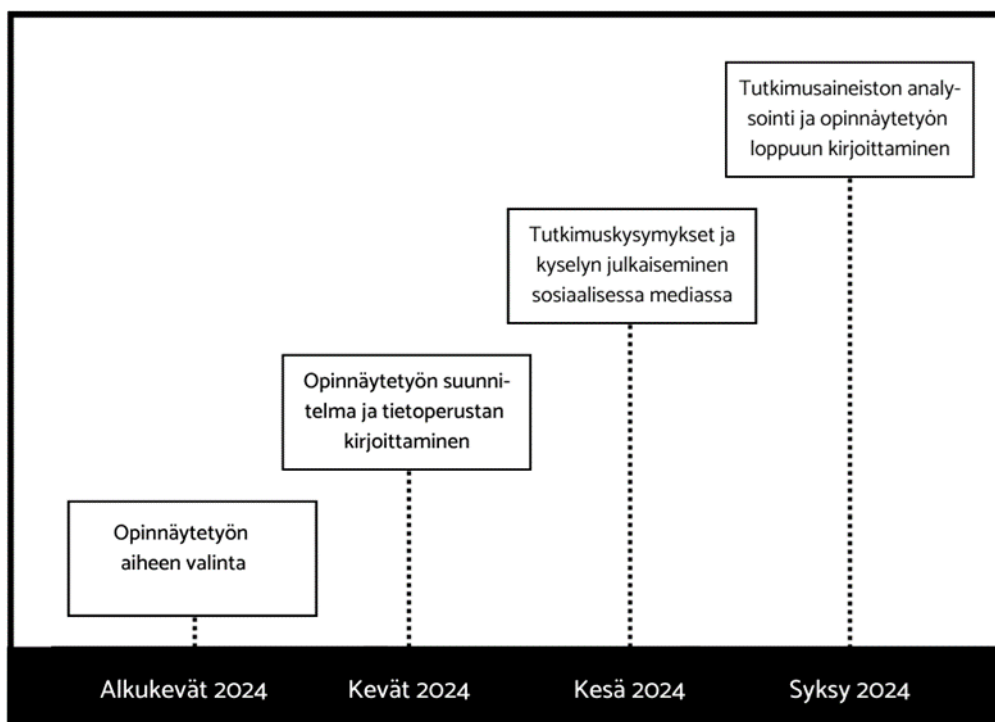 Tutkimusaineiston analy-
sointi ja opinnäytetyön
loppuun kirjoittaminen
Tutkimuskysymykset ja
kyselyn julkaiseminen
sosiaalisessa mediassa
Opinnäytetyön suunni-
telma ja tietoperustan
kirjoittaminen
Opinnäytetyön
aiheen valinta
Alkukevät 2024
Kevät 2024
Kesä 2024
Syksy 2024